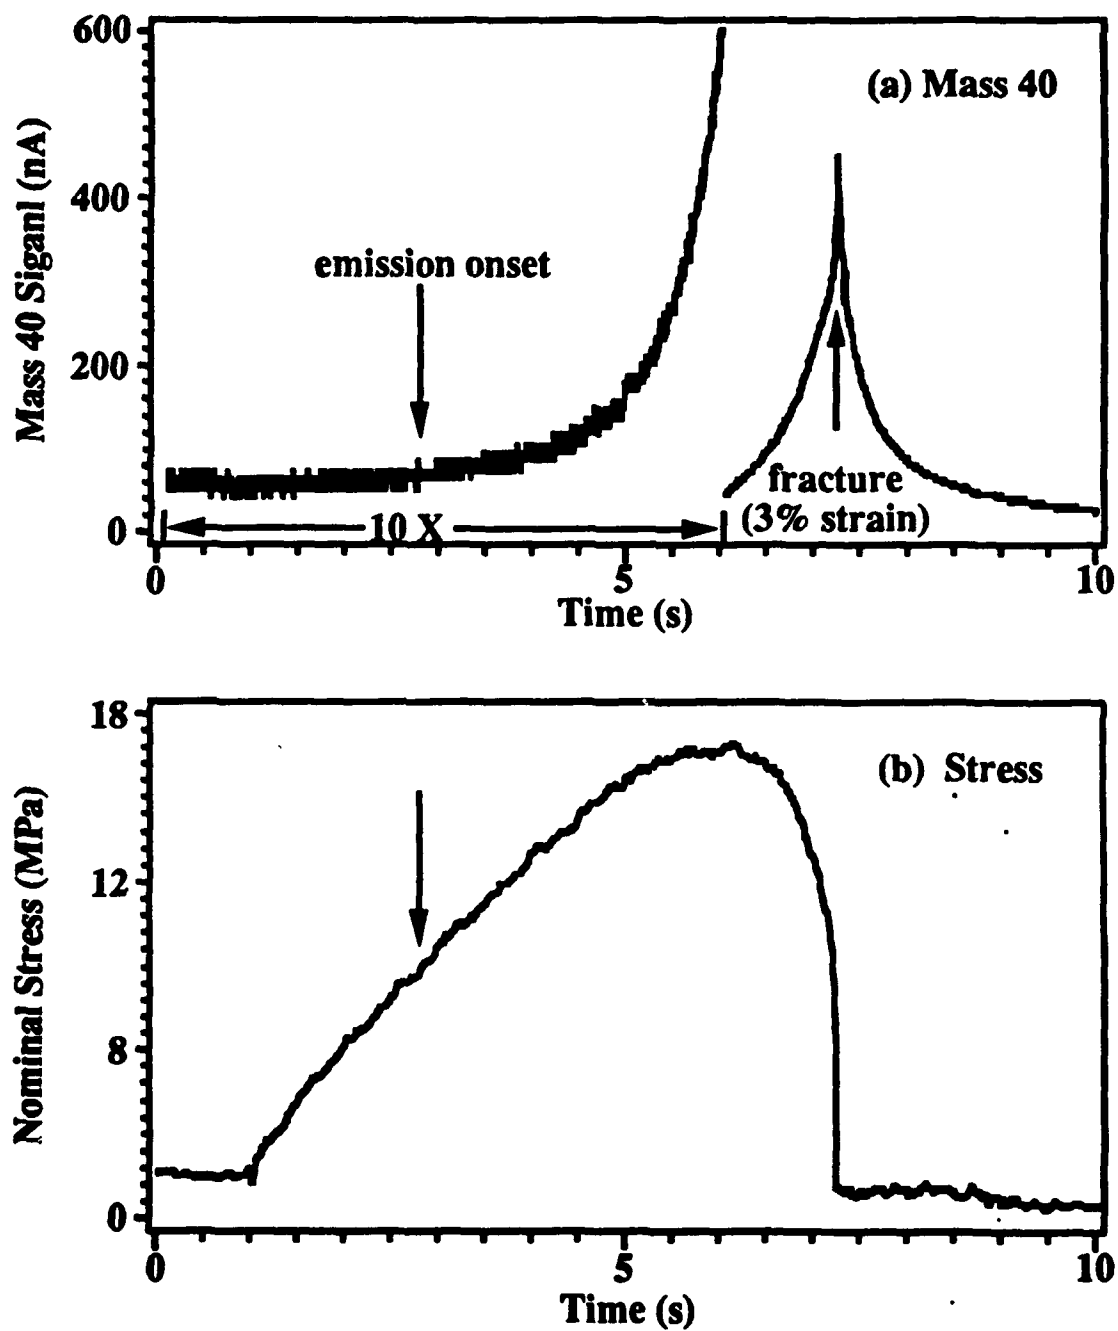 600
(a) Mass 40
Mass 40 Siganl (nA)
400
emission onset
200
fracture
(3% strain)
10 X
0
0
5
10
Time (s)
18
(b) Stress
Nominal Stress (MPa)
12
8
0
0
5
10
Time (s)